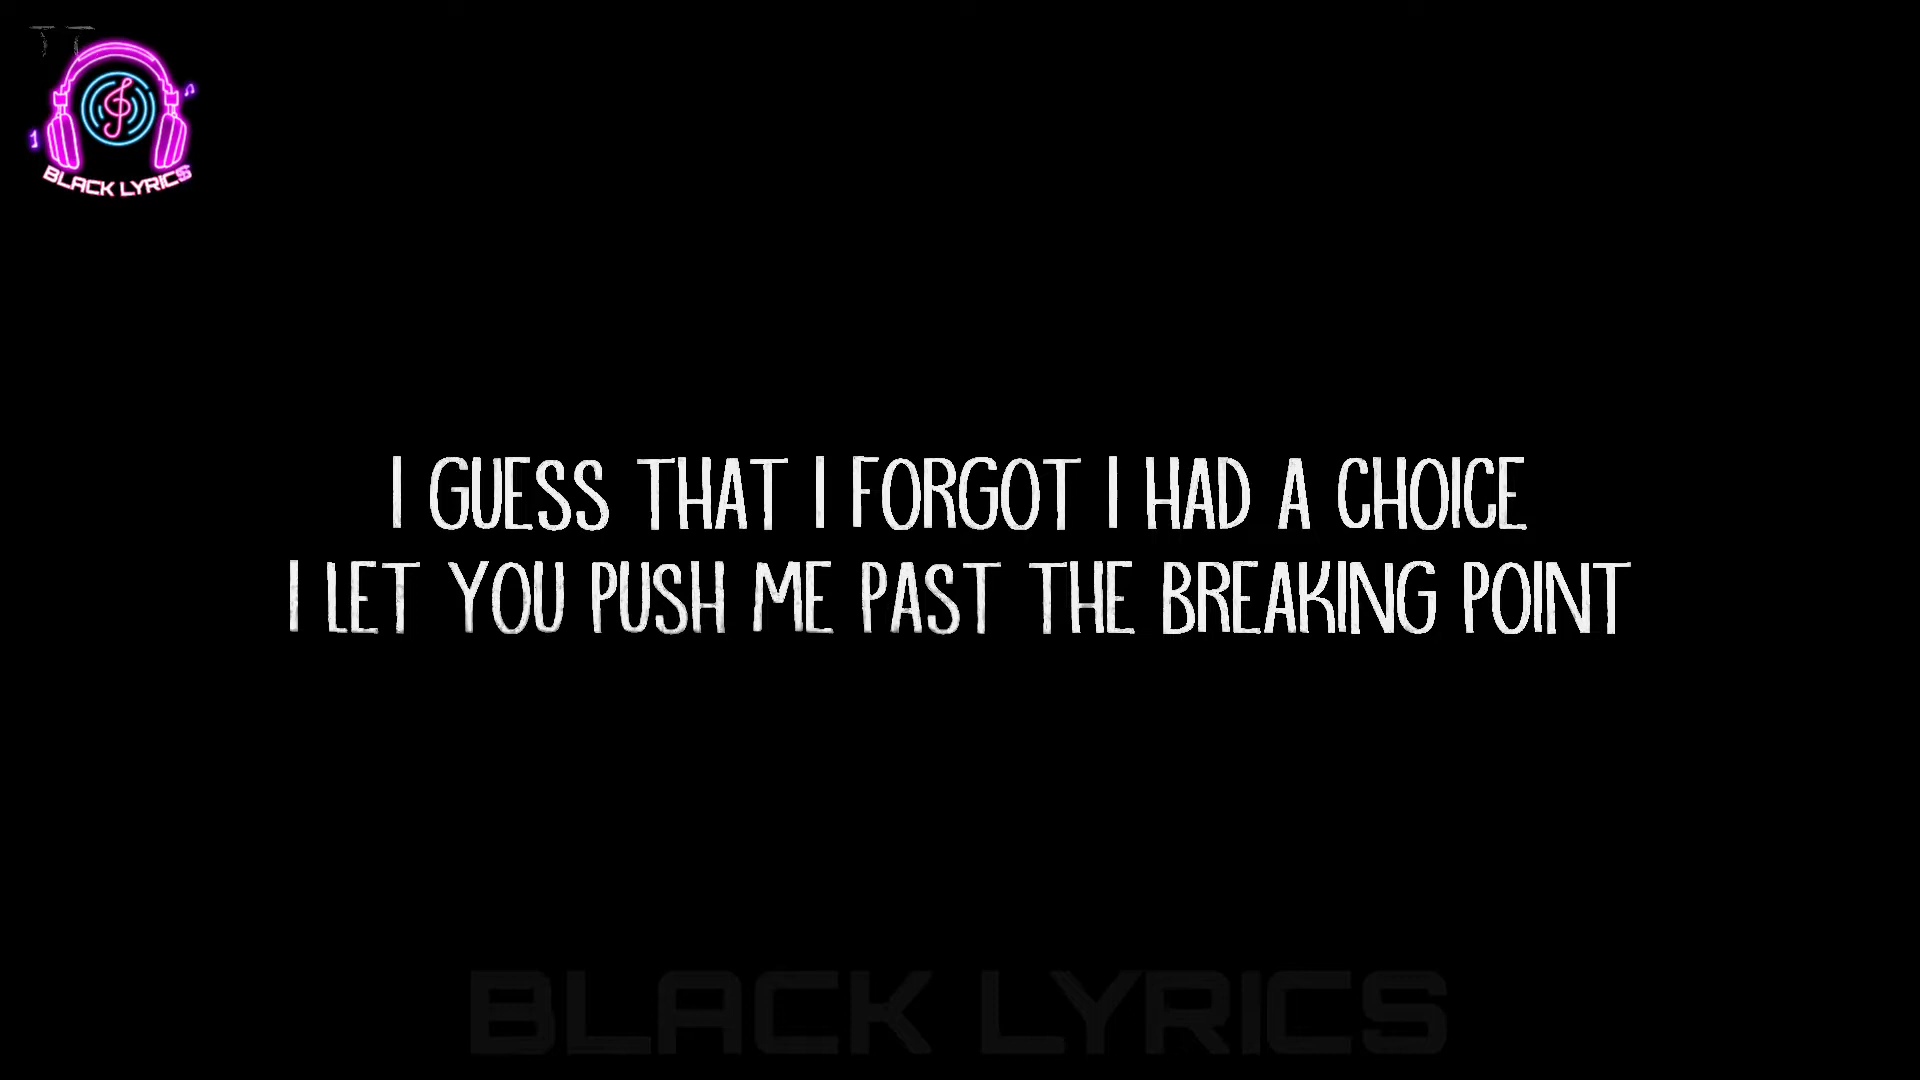 BLACK LYRICS
I GUESS THAT I FORGOT I HAD A CHOICE
I LET YOU PUSH ME PAST THE BREAKING POINT
BLACK LYRICS